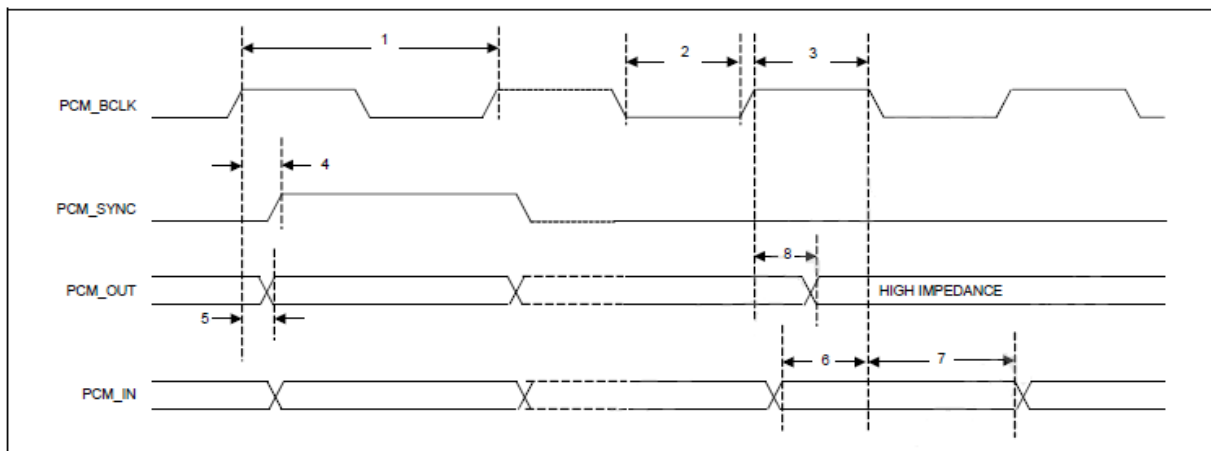 1
2
3
PCM_BCLK
4
PCM_SYNC
8
PCM_OUT
HIGH IMPEDANCE
5
6
7
PCM_IN